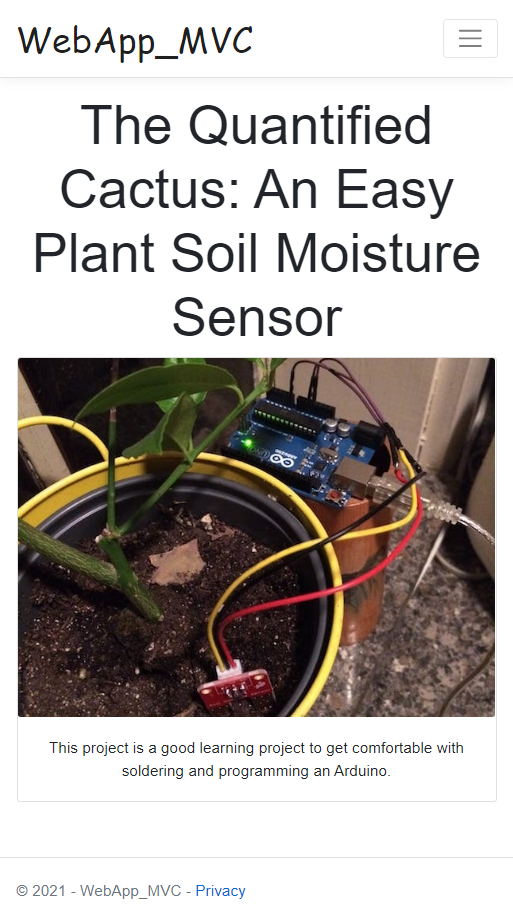 WebApp_MVC
The Quantified
Cactus: An Easy
Plant Soil Moisture
Sensor
This project is a good learning project to get comfortable with
soldering and programming an Arduino.
© 2021 - WebApp_MVC - Privacy